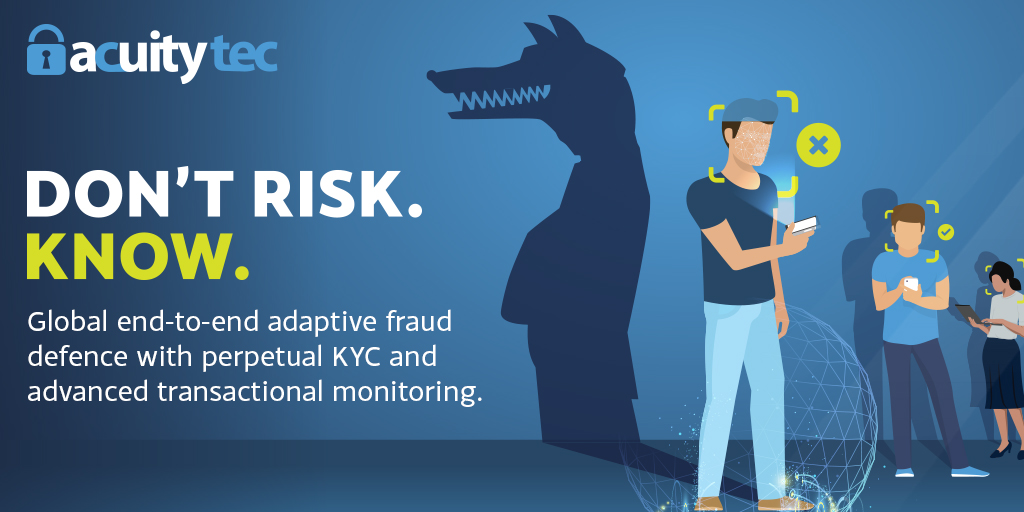 acuitytec
DON'T RISK.
KNOW.
Global end-to-end adaptive fraud
defence with perpetual KYC and
advanced transactional monitoring.